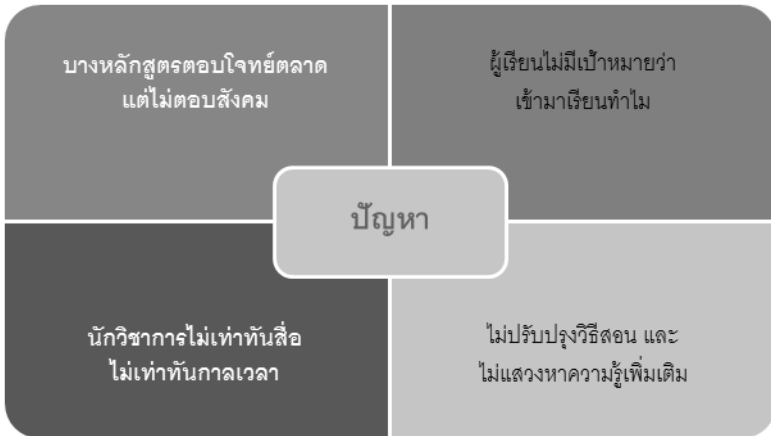 บางหลักสูตรตอบโจทย์ตลาด
แต่ไม่ตอบสังคม
ผู้เรียนไม่มีเป้าหมายว่า
เข้ามาเรียนทำไม
ปัญหา
นักวิชาการไม่เท่าทันสื่อ
ไม่เท่าทันกาลเวลา
ไม่ปรับปรุงวิธีสอน และ
ไม่แสวงหาความรู้เพิ่มเติม